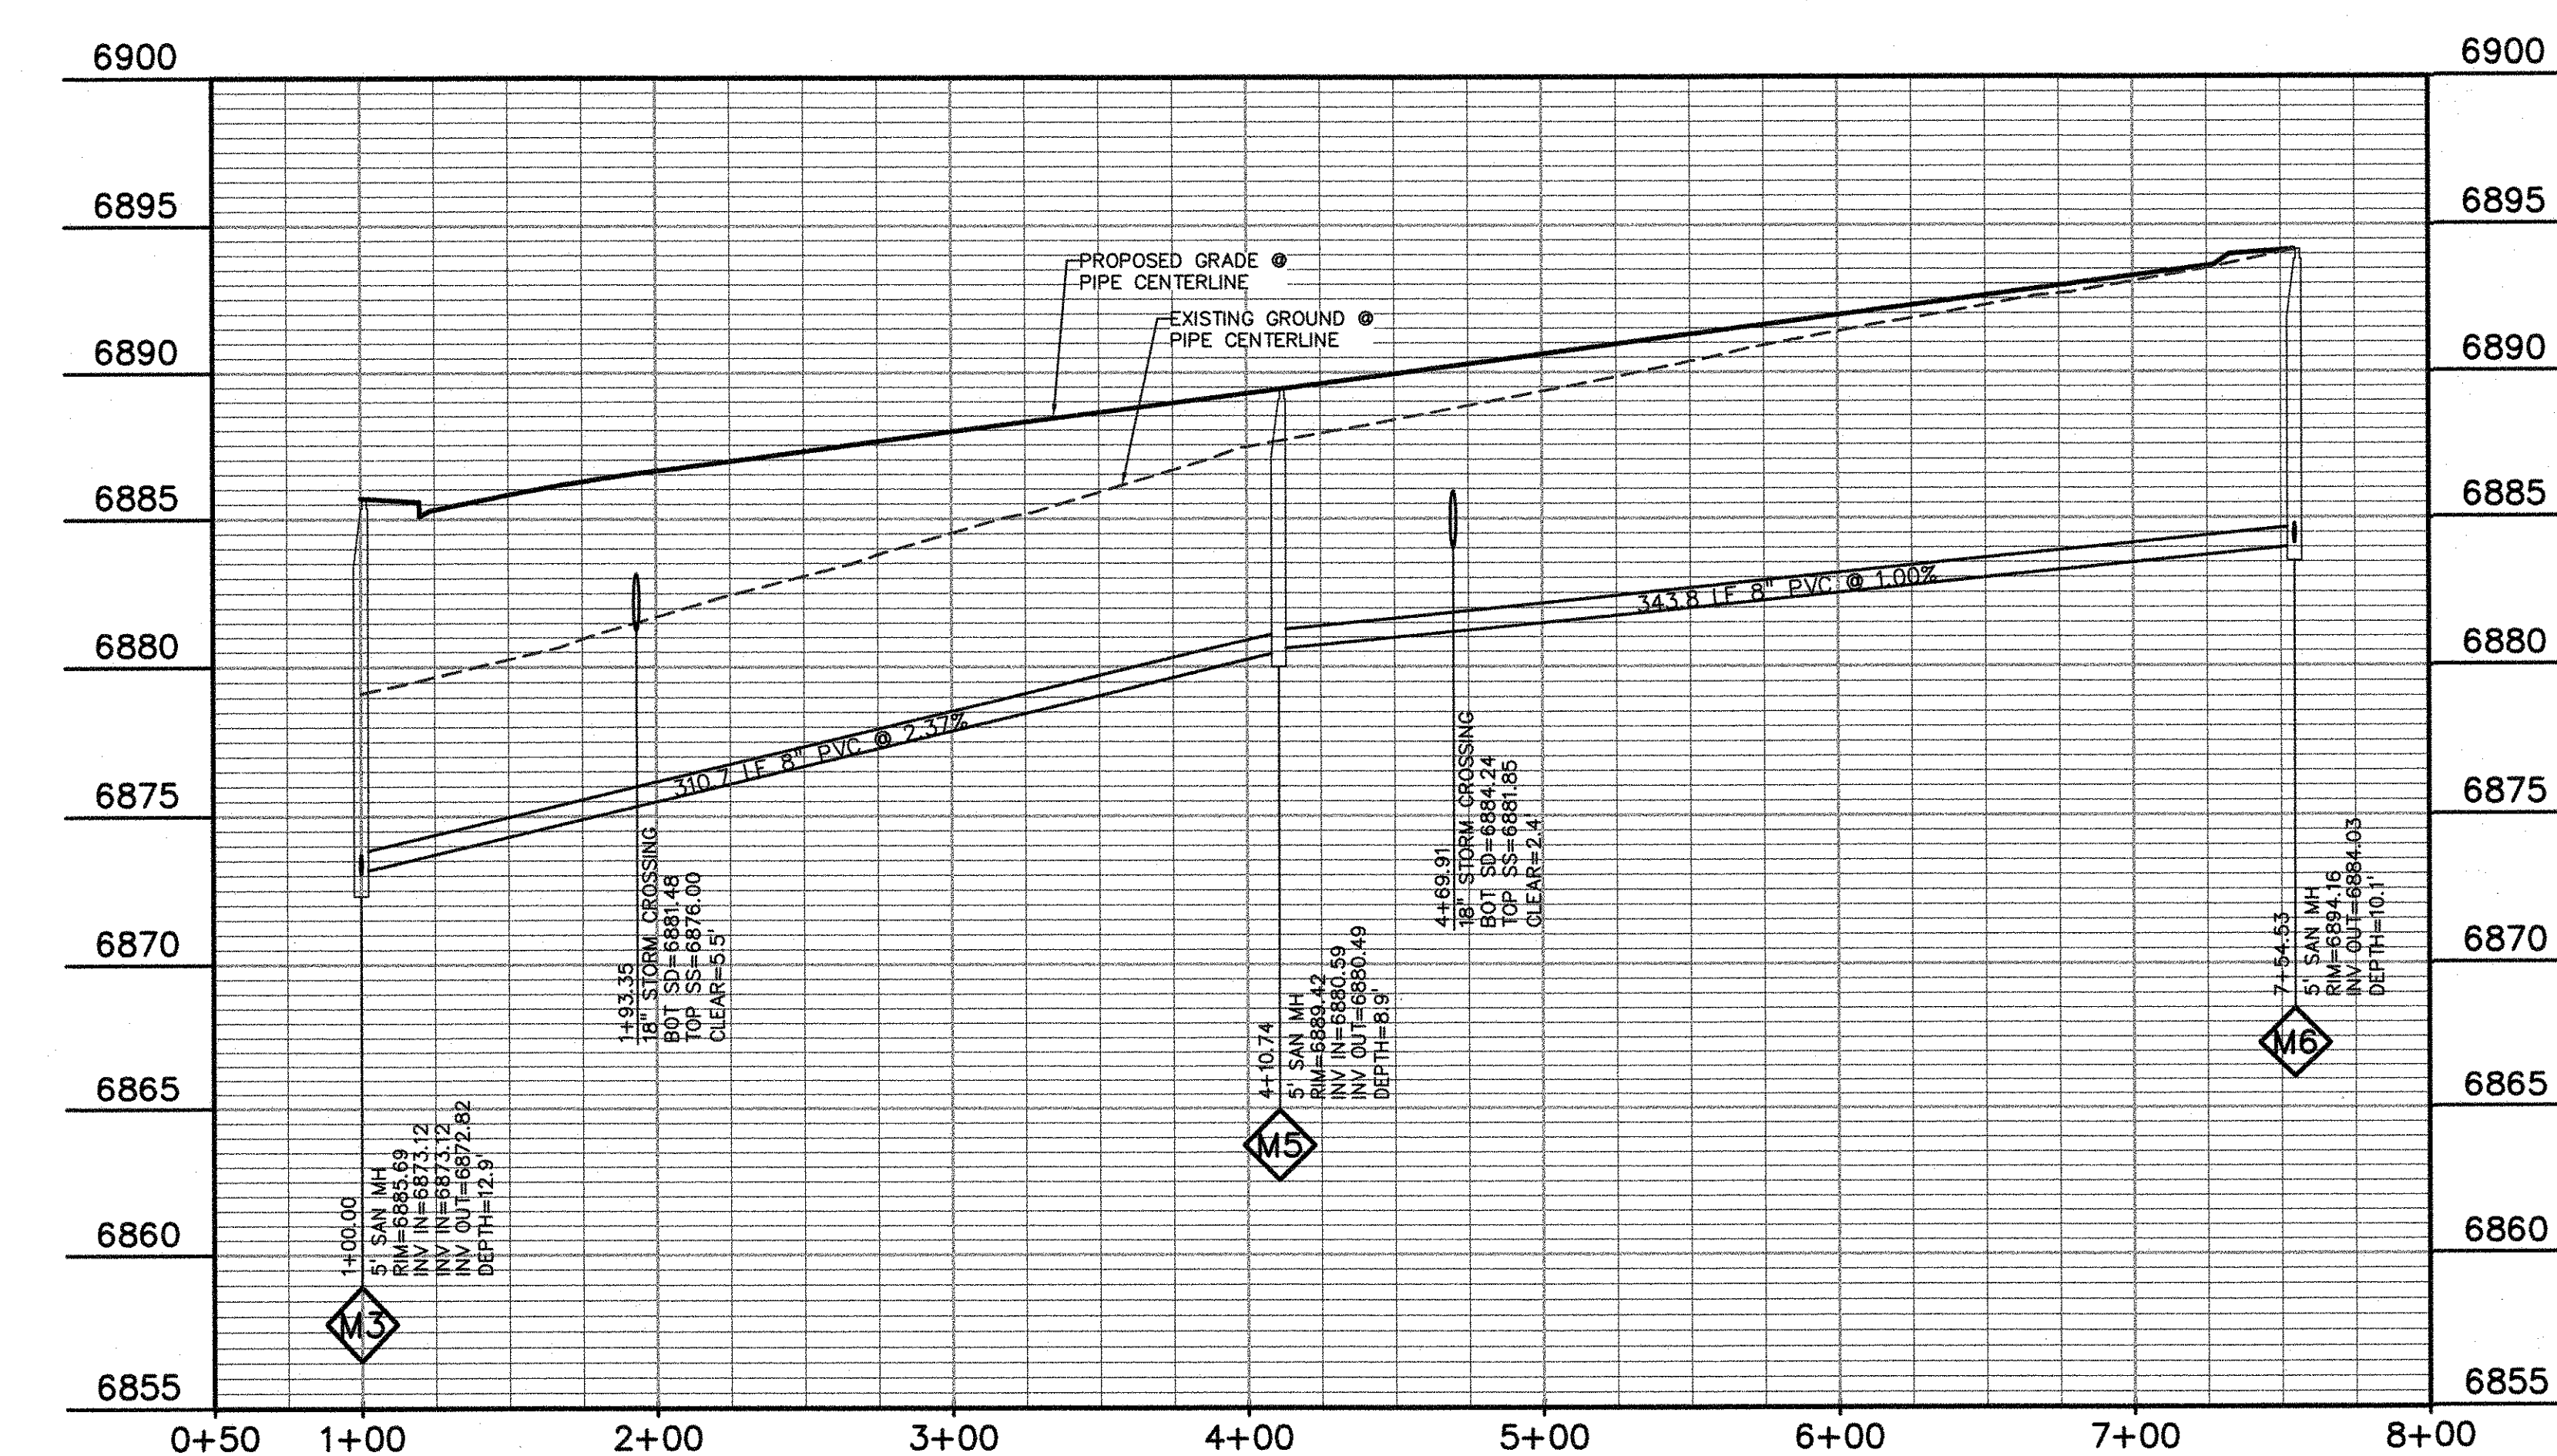 6900
6900
6895
6895
6890
6890
6885
6885
6880
6880
6875
6875
6870
6870
6865
6865
6860
6860
6855
6855
PROPOSED GRADE @
PIPE CENTERLINE
EXISTING GROUND @
PIPE CENTERLINE
310.7 LF 8" PVC @ 2.37%
343.8 LF 8" PVC @ 1.00%
1+00.00
5' SAN MH
RIM=6885.69
INV IN=6873.12
INV IN=6873.12
INV OUT=6872.82
DEPTH=12.9'
M3
1+93.35
18" STORM CROSSING
BOT SD=6881.48
TOP SS=6876.00
CLEAR=5.5'
4+10.74
5' SAN MH
RIM=6889.42
INV IN=6880.59
INV OUT=6880.49
DEPTH=8.9'
M5
4+69.91
18" STORM CROSSING
BOT SD=6884.24
TOP SS=6881.85
CLEAR=2.4'
7+54.53
5' SAN MH
RIM=6894.16
INV OUT=6884.03
DEPTH=10.1'
M6
0+50
1+00
2+00
3+00
4+00
5+00
6+00
7+00
8+00